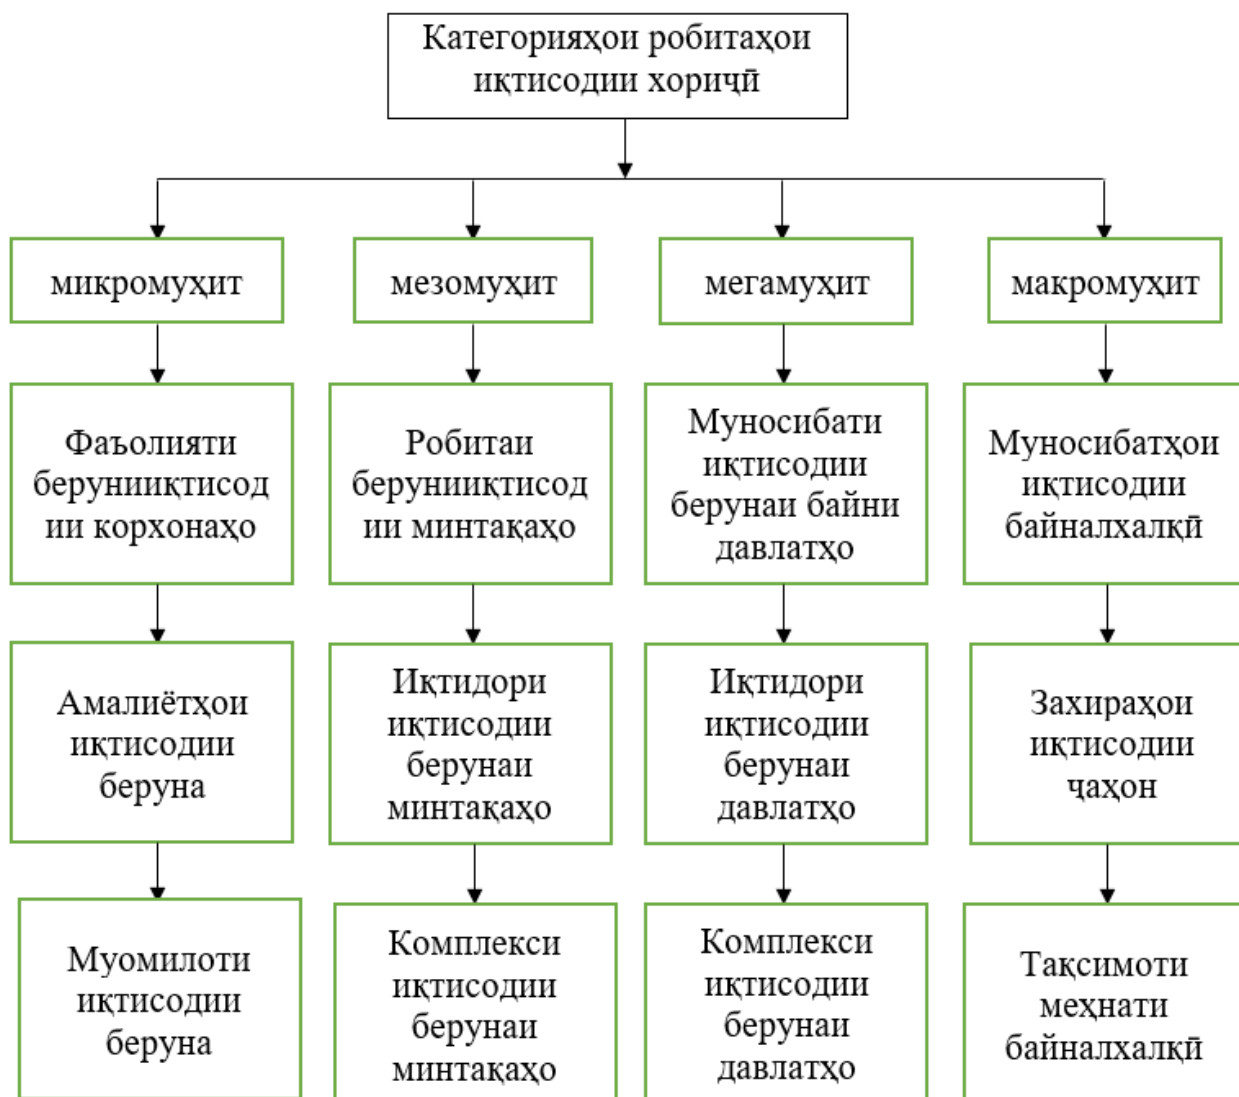 Категорияҳои робитаҳои
иқтисодии хориҷӣ
микромуҳит
мезомуҳит
мегамуҳит
макромуҳит
Фаъолияти
берунииқтисод
ии корхонаҳо
Робитаи
берунииқтисод
ии минтақаҳо
Муносибати
иқтисодии
берунаи байни
давлатҳо
Муносибатҳои
иқтисодии
байналхалқӣ
Амалиётҳои
иқтисодии
беруна
Иқтидори
иқтисодии
берунаи
минтақаҳо
Иқтидори
иқтисодии
берунаи
давлатҳо
Захираҳои
иқтисодии
ҷаҳон
Муомилоти
иқтисодии
беруна
Комплекси
иқтисодии
берунаи
минтақаҳо
Комплекси
иқтисодии
берунаи
давлатҳо
Тақсимоти
меҳнати
байналхалқӣ